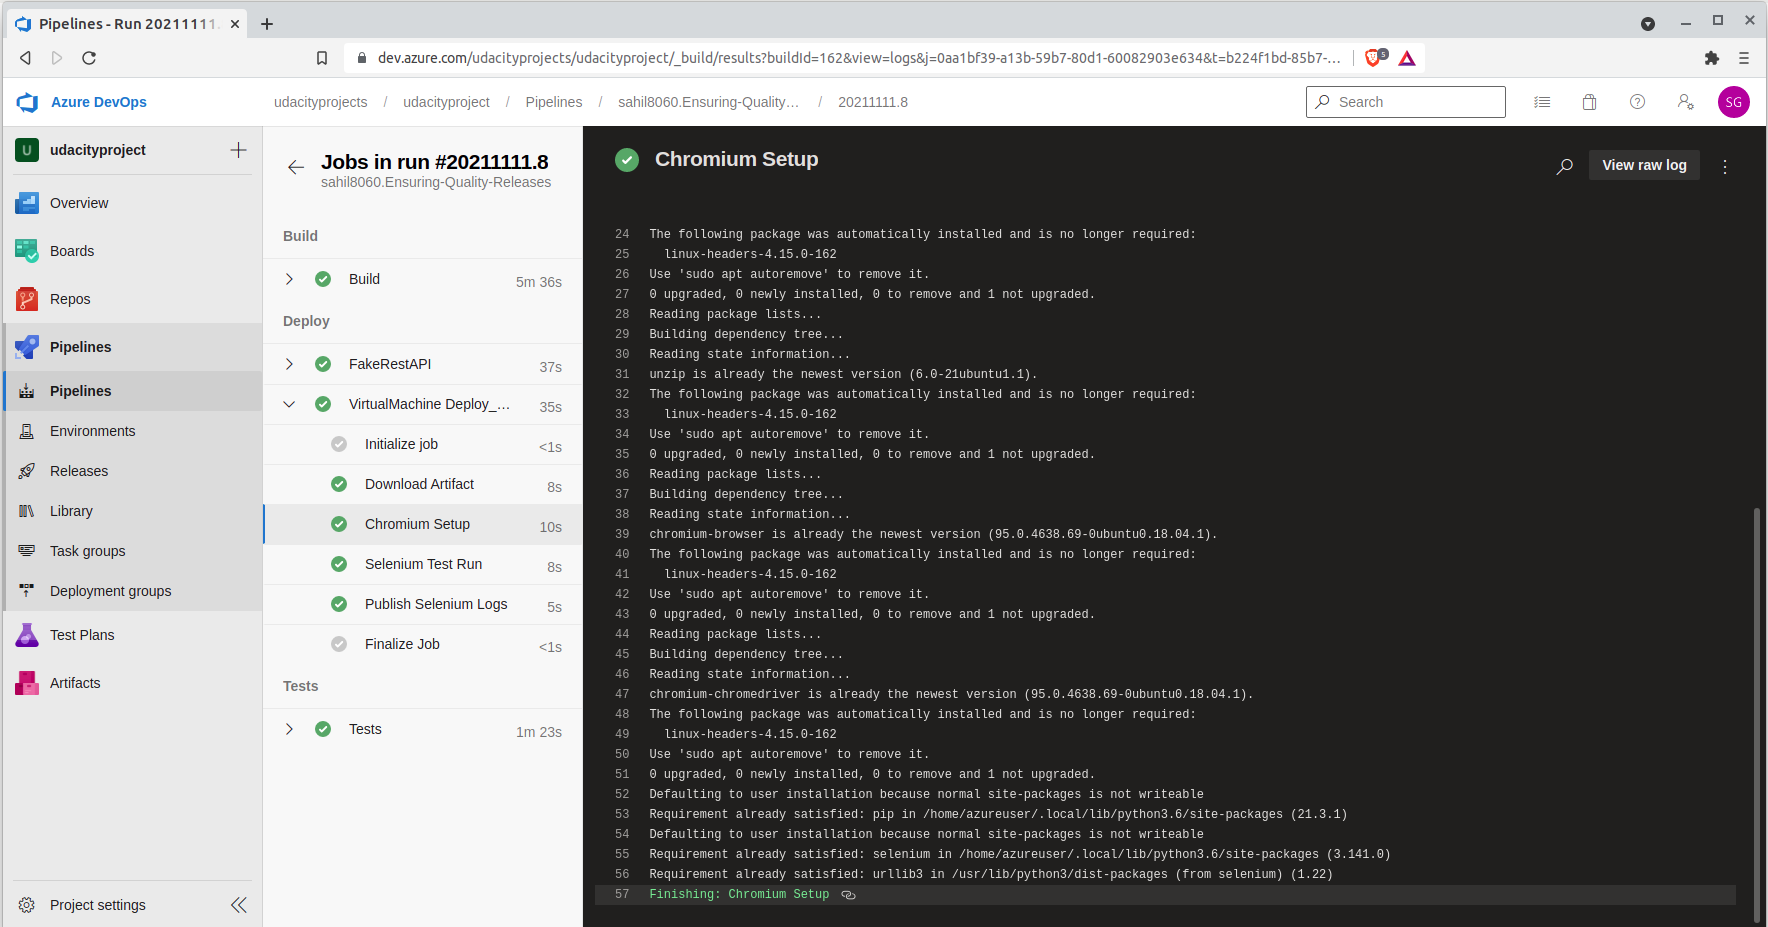 Pipelines - Run 20211111.
dev.azure.com/udacityprojects/udacityproject/_build/results?buildId=162&view=logs&j=0aa1bf39-a13b-59b7-80d1-60082903e634&t=b224f1bd-85b7-...
5
Azure DevOps
udacityprojects / udacityproject / Pipelines / sahil8060.Ensuring-Quality... / 20211111.8
Search
SG
U
udacityproject
Overview
Boards
Repos
Pipelines
Pipelines
Environments
Releases
Library
Task groups
Deployment groups
Test Plans
Artifacts
Project settings
Jobs in run #20211111.8
sahil8060.Ensuring-Quality-Releases
Build
Build 5m 36s
Deploy
FakeRestAPI 37s
VirtualMachine Deploy_... 35s
Initialize job <1s
Download Artifact 8s
Chromium Setup 10s
Selenium Test Run 8s
Publish Selenium Logs 5s
Finalize Job <1s
Tests
Tests 1m 23s
Chromium Setup
View raw log
24 The following package was automatically installed and is no longer required:
25 linux-headers-4.15.0-162
26 Use 'sudo apt autoremove' to remove it.
27 0 upgraded, 0 newly installed, 0 to remove and 1 not upgraded.
28 Reading package lists...
29 Building dependency tree...
30 Reading state information...
31 unzip is already the newest version (6.0-21ubuntu1.1).
32 The following package was automatically installed and is no longer required:
33 linux-headers-4.15.0-162
34 Use 'sudo apt autoremove' to remove it.
35 0 upgraded, 0 newly installed, 0 to remove and 1 not upgraded.
36 Reading package lists...
37 Building dependency tree...
38 Reading state information...
39 chromium-browser is already the newest version (95.0.4638.69-0ubuntu0.18.04.1).
40 The following package was automatically installed and is no longer required:
41 linux-headers-4.15.0-162
42 Use 'sudo apt autoremove' to remove it.
43 0 upgraded, 0 newly installed, 0 to remove and 1 not upgraded.
44 Reading package lists...
45 Building dependency tree...
46 Reading state information...
47 chromium-chromedriver is already the newest version (95.0.4638.69-0ubuntu0.18.04.1).
48 The following package was automatically installed and is no longer required:
49 linux-headers-4.15.0-162
50 Use 'sudo apt autoremove' to remove it.
51 0 upgraded, 0 newly installed, 0 to remove and 1 not upgraded.
52 Defaulting to user installation because normal site-packages is not writeable
53 Requirement already satisfied: pip in /home/azureuser/.local/lib/python3.6/site-packages (21.3.1)
54 Defaulting to user installation because normal site-packages is not writeable
55 Requirement already satisfied: selenium in /home/azureuser/.local/lib/python3.6/site-packages (3.141.0)
56 Requirement already satisfied: urllib3 in /usr/lib/python3/dist-packages (from selenium) (1.22)
57 Finishing: Chromium Setup